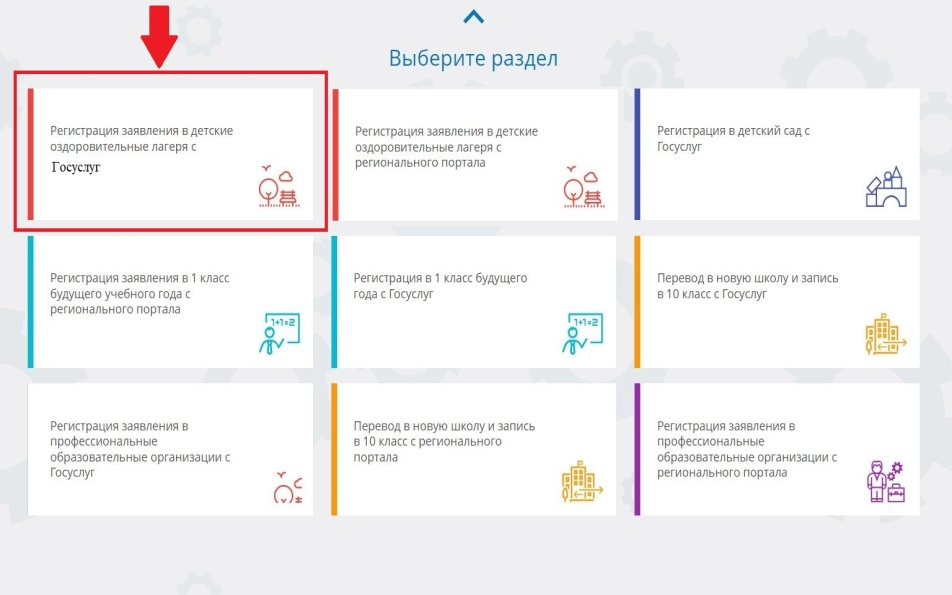 Выберите раздел
Регистрация заявления в детские
оздоровительные лагеря с
Госуслуг
Регистрация заявления в детские
оздоровительные лагеря с
регионального портала
Регистрация в детский сад с
Госуслуг
Регистрация заявления в 1 класс
будущего учебного года с
регионального портала
1+1=2
Регистрация в 1 класс будущего
года с Госуслуг
1+1=2
Перевод в новую школу и запись
в 10 класс с Госуслуг
Регистрация заявления в
профессиональные
образовательные организации с
Госуслуг
Перевод в новую школу и запись
в 10 класс с регионального
портала
Регистрация заявления в
профессиональные
образовательные организации с
регионального портала